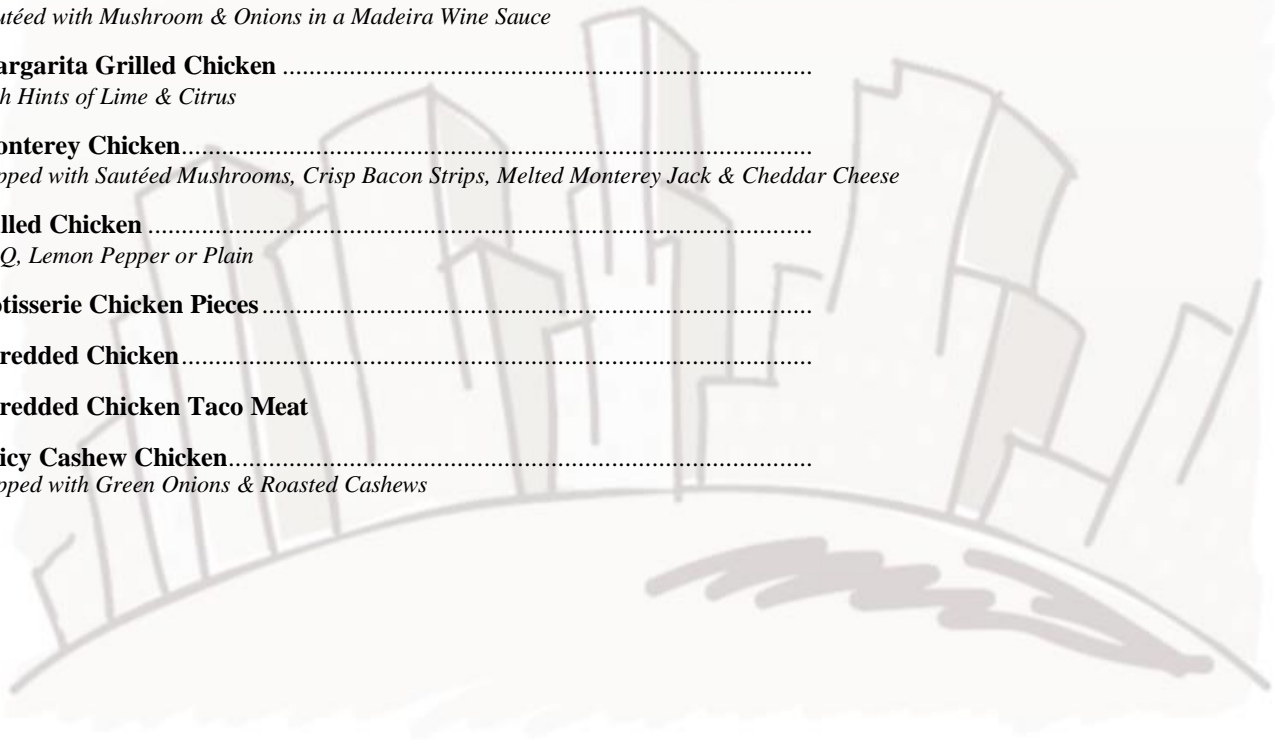 utéed with Mushroom & Onions in a Madeira Wine Sauce
argarita Grilled Chicken ................................................................................
h Hints of Lime & Citrus
onterey Chicken...............................................................................................
pped with Sautéed Mushrooms, Crisp Bacon Strips, Melted Monterey Jack & Cheddar Cheese
lled Chicken ....................................................................................................
Q, Lemon Pepper or Plain
tisserie Chicken Pieces ...................................................................................
redded Chicken...............................................................................................
redded Chicken Taco Meat
icy Cashew Chicken........................................................................................
pped with Green Onions & Roasted Cashews